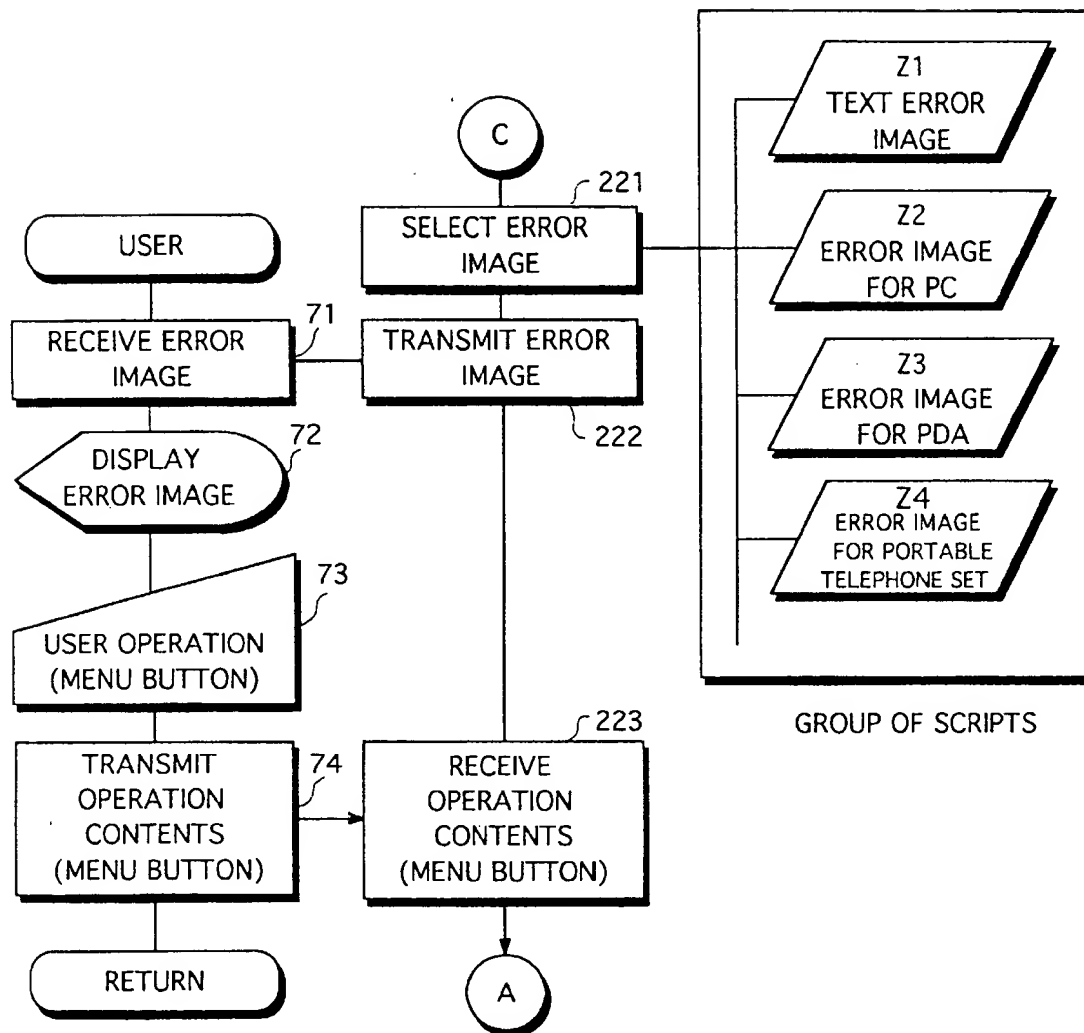 C
221
SELECT ERROR
IMAGE
USER
71
RECEIVE ERROR
IMAGE
TRANSMIT ERROR
IMAGE
222
72
DISPLAY
ERROR IMAGE
73
USER OPERATION
(MENU BUTTON)
74
TRANSMIT
OPERATION
CONTENTS
(MENU BUTTON)
223
RECEIVE
OPERATION
CONTENTS
(MENU BUTTON)
RETURN
A
Z1
TEXT ERROR
IMAGE
Z2
ERROR IMAGE
FOR PC
Z3
ERROR IMAGE
FOR PDA
Z4
ERROR IMAGE
FOR PORTABLE
TELEPHONE SET
GROUP OF SCRIPTS